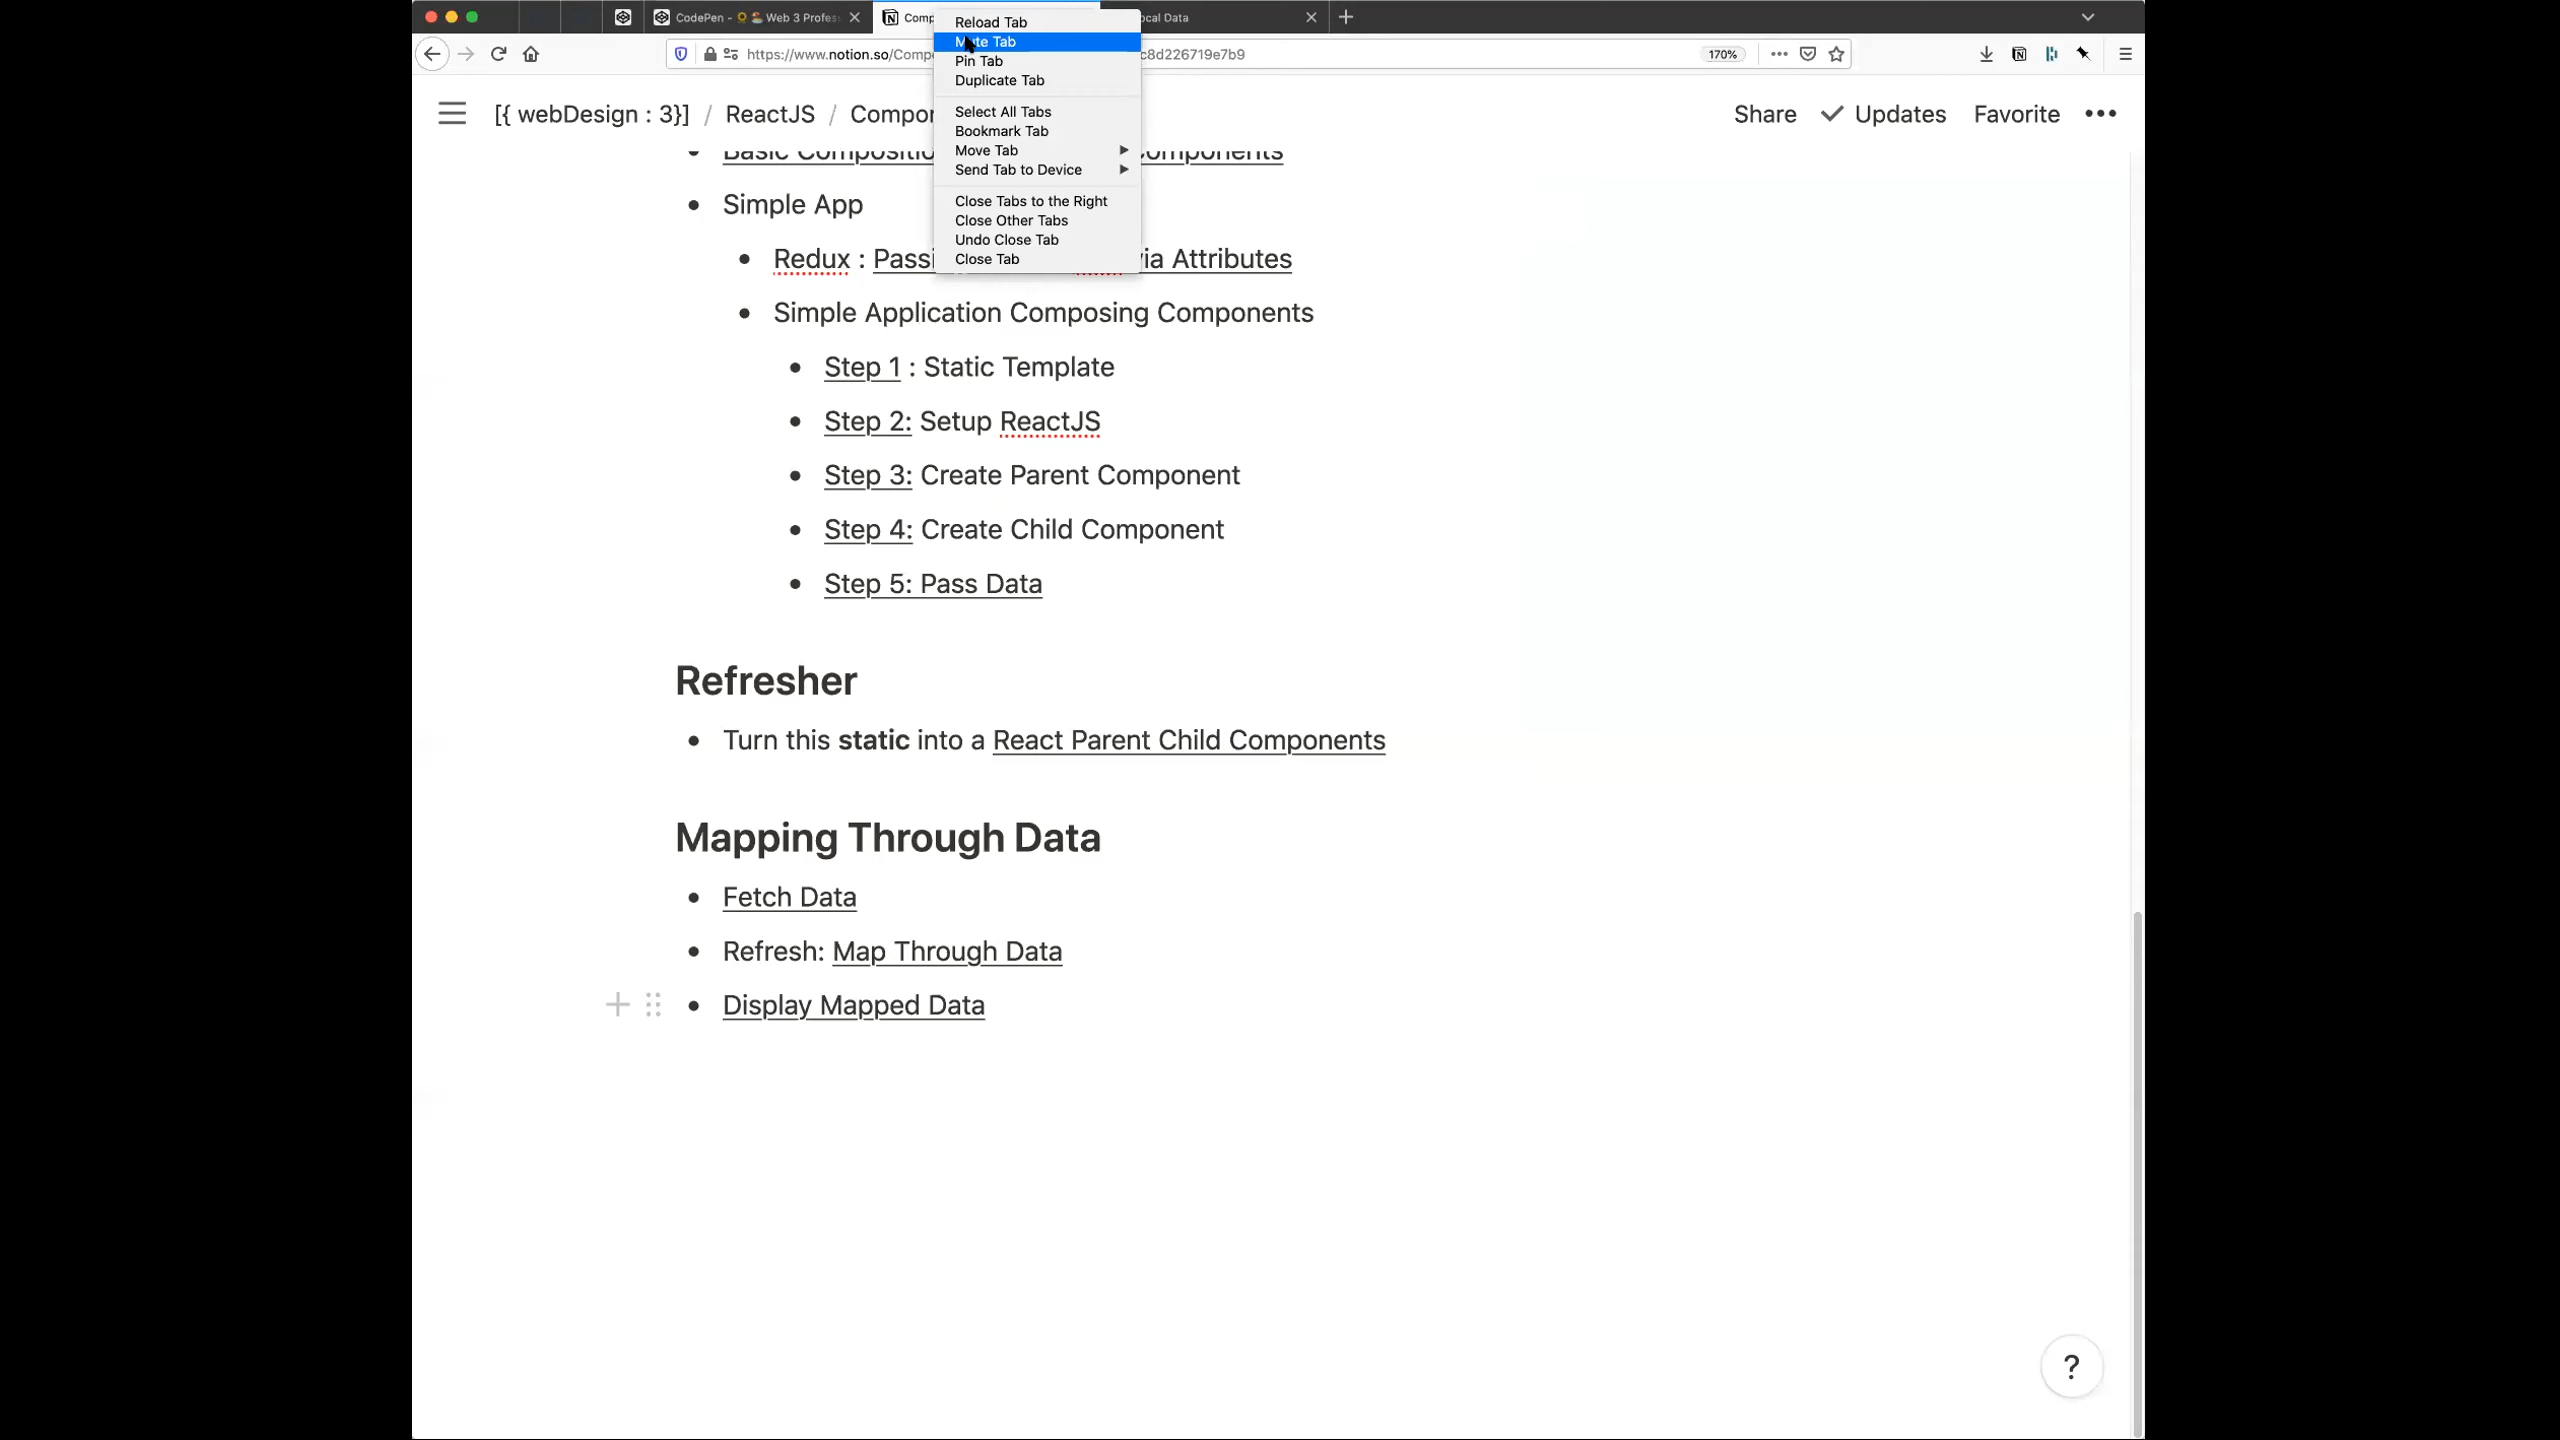 CodePen - Web 3 Profes
Comp
ocal Data
Reload Tab
Mute Tab
Pin Tab
Duplicate Tab
Select All Tabs
Bookmark Tab
Move Tab
Send Tab to Device
Close Tabs to the Right
Close Other Tabs
Undo Close Tab
Close Tab
https://www.notion.so/Comp c8d226719e7b9
170%
[{ webDesign : 3}] / ReactJS / Compo
Share Updates Favorite
Basic Compositio omponents
Simple App
Redux : Passi ia Attributes
Simple Application Composing Components
Step 1 : Static Template
Step 2: Setup ReactJS
Step 3: Create Parent Component
Step 4: Create Child Component
Step 5: Pass Data
Refresher
Turn this static into a React Parent Child Components
Mapping Through Data
Fetch Data
Refresh: Map Through Data
Display Mapped Data
?